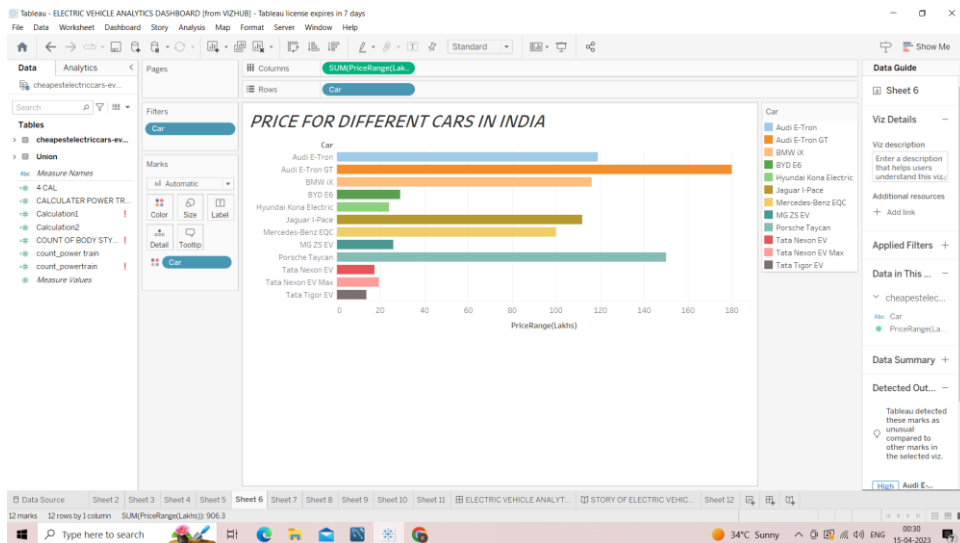 Tableau - ELECTRIC VEHICLE ANALYTICS DASHBOARD [from VIZHUB] - Tableau license expires in 7 days
File Data Worksheet Dashboard Story Analysis Map Format Server Window Help
Standard
Show Me
Data Analytics
cheapestelectriccars-ev...
Search
Tables
cheapestelectriccars-ev...
Union
Abc Measure Names
4 CAL
CALCULATER POWER TR...
Calculation1 !
Calculation2
COUNT OF BODY STY... !
count_power train
count_powertrain !
Measure Values
Pages
Filters
Car
Marks
Automatic
Color Size Label
Detail Tooltip
Car
Columns SUM(PriceRange(Lak..
Rows Car
PRICE FOR DIFFERENT CARS IN INDIA
Car
Audi E-Tron
Audi E-Tron GT
BMW iX
BYD E6
Hyundai Kona Electric
Jaguar I-Pace
Mercedes-Benz EQC
MG ZS EV
Porsche Taycan
Tata Nexon EV
Tata Nexon EV Max
Tata Tigor EV
0 20 40 60 80 100 120 140 160 180
PriceRange(Lakhs)
Car
Audi E-Tron
Audi E-Tron GT
BMW iX
BYD E6
Hyundai Kona Electric
Jaguar I-Pace
Mercedes-Benz EQC
MG ZS EV
Porsche Taycan
Tata Nexon EV
Tata Nexon EV Max
Tata Tigor EV
Data Guide
Sheet 6
Viz Details
Viz description
Enter a description
that helps users
understand this viz.
Additional resources
+ Add link
Applied Filters
Data in This ...
cheapestelec...
Abc Car
PriceRange(La...
Data Summary
Detected Out...
Tableau detected
these marks as
unusual
compared to
other marks in
the selected viz.
High Audi E-...
Data Source Sheet 2 Sheet 3 Sheet 4 Sheet 5 Sheet 6 Sheet 7 Sheet 8 Sheet 9 Sheet 10 Sheet 11 ELECTRIC VEHICLE ANALYT... STORY OF ELECTRIC VEHIC... Sheet 12
12 marks 12 rows by 1 column SUM(PriceRange(Lakhs)): 906.3
Type here to search
34°C Sunny
ENG
00:30
15-04-2023